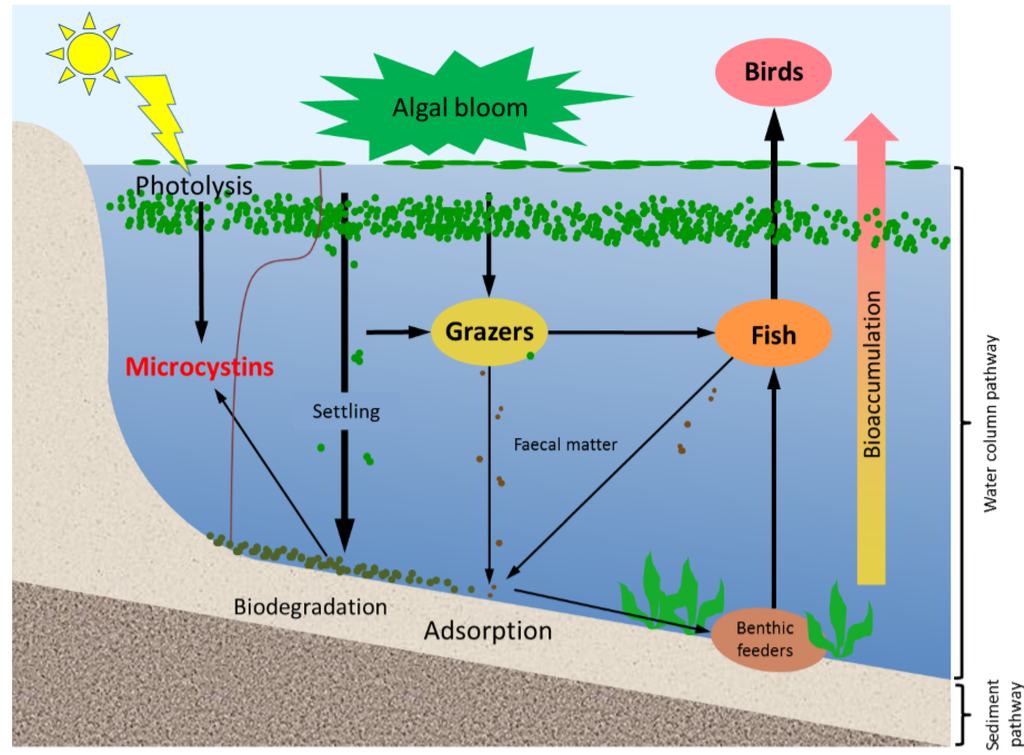 Birds
Algal bloom
Photolysis
Grazers
Fish
Microcystins
Settling
Faecal matter
Bioaccumulation
Water column pathway
Biodegradation
Adsorption
Benthic
feeders
Sediment
pathway